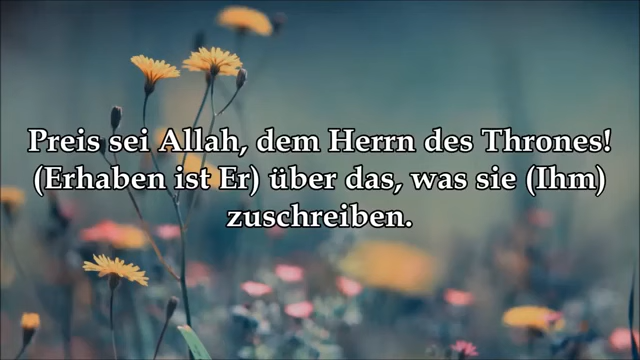 Preis sei Allah, dem Herrn des Thrones!
(Erhaben ist Er) über das, was sie (Ihm)
zuschreiben.